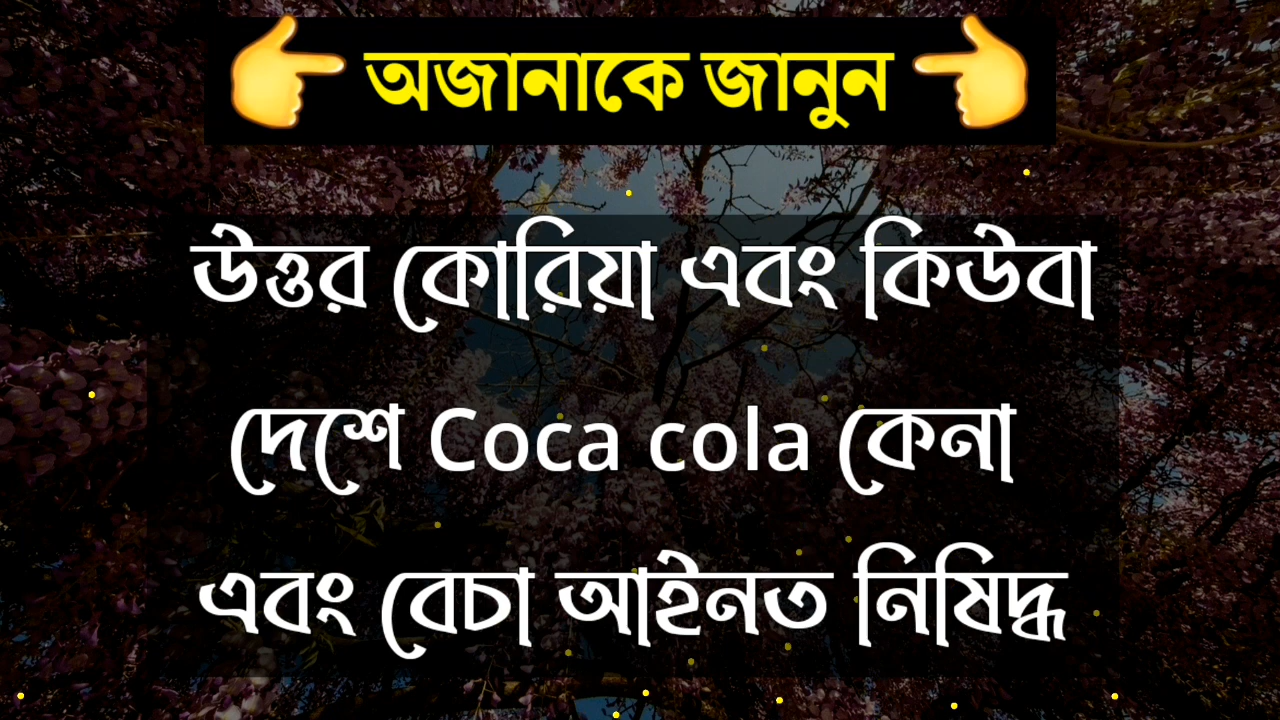 👉 অজানাকে জানুন 👈
উত্তর কোরিয়া এবং কিউবা
দেশে Coca cola কেনা
এবং বেচা আইনত নিষিদ্ধ